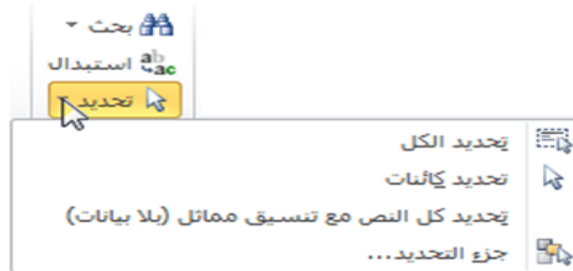 بحث
استبدال
تحديد
تحديد الكل
تحديد كائنات
تحديد كل النص مع تنسيق مماثل (بلا بيانات)
جزء التحديد...